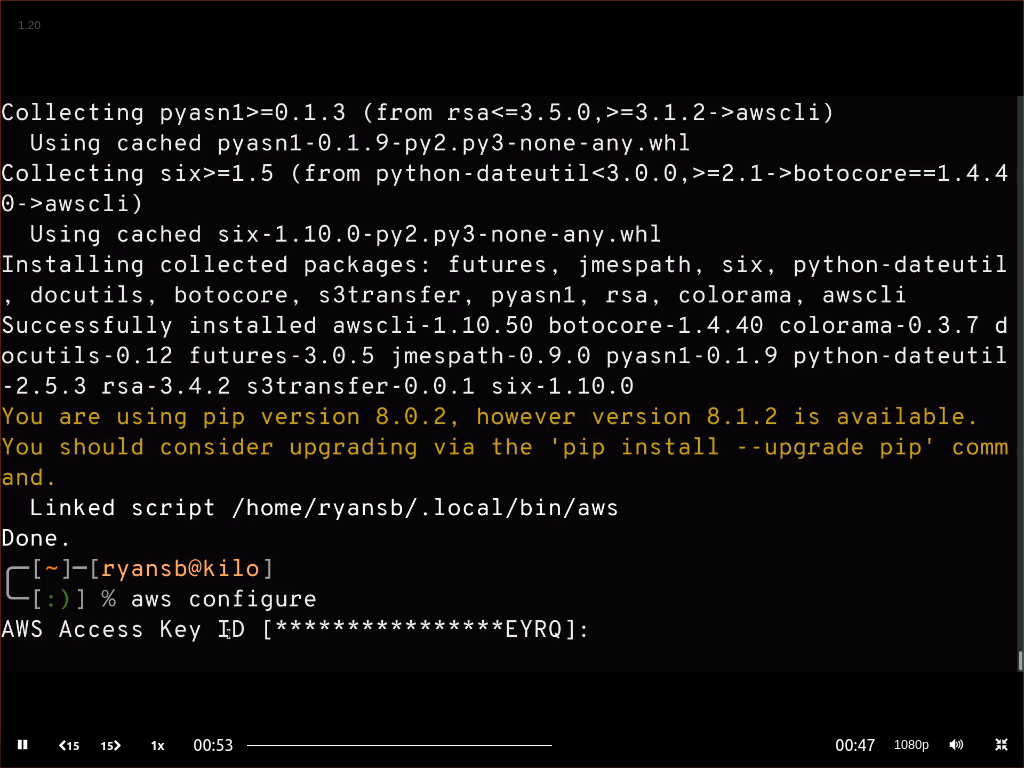 1.20
Collecting pyasn1>=0.1.3 (from rsa<=3.5.0,>=3.1.2->awscli)
  Using cached pyasn1-0.1.9-py2.py3-none-any.whl
Collecting six>=1.5 (from python-dateutil<3.0.0,>=2.1->botocore==1.4.4
0->awscli)
  Using cached six-1.10.0-py2.py3-none-any.whl
Installing collected packages: futures, jmespath, six, python-dateutil
, docutils, botocore, s3transfer, pyasn1, rsa, colorama, awscli
Successfully installed awscli-1.10.50 botocore-1.4.40 colorama-0.3.7 d
ocutils-0.12 futures-3.0.5 jmespath-0.9.0 pyasn1-0.1.9 python-dateutil
-2.5.3 rsa-3.4.2 s3transfer-0.0.1 six-1.10.0
You are using pip version 8.0.2, however version 8.1.2 is available.
You should consider upgrading via the 'pip install --upgrade pip' comm
and.
  Linked script /home/ryansb/.local/bin/aws
Done.
╭─[~]─[ryansb@kilo]
╰─[:)] % aws configure
AWS Access Key ID [****************EYRQ]:
15 15 1x 00:53 00:47 1080p